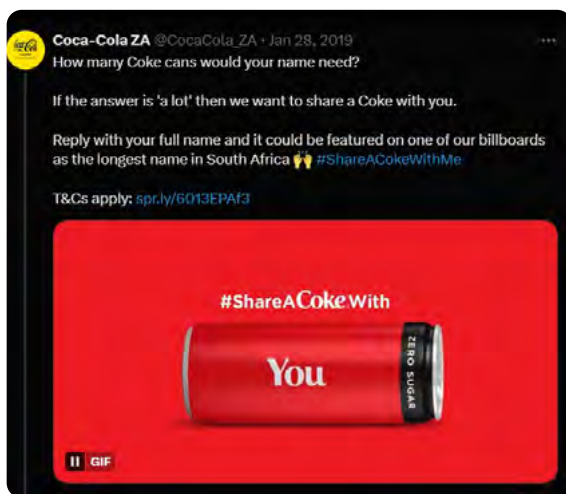 Coca-Cola ZA @CocaCola_ZA · Jan 28, 2019
How many Coke cans would your name need?
If the answer is 'a lot' then we want to share a Coke with you.
Reply with your full name and it could be featured on one of our billboards
as the longest name in South Africa 🙌 #ShareACokeWithMe
T&Cs apply: spr.ly/6013EPAf3
#ShareACoke With
You
ZERO SUGAR
GIF